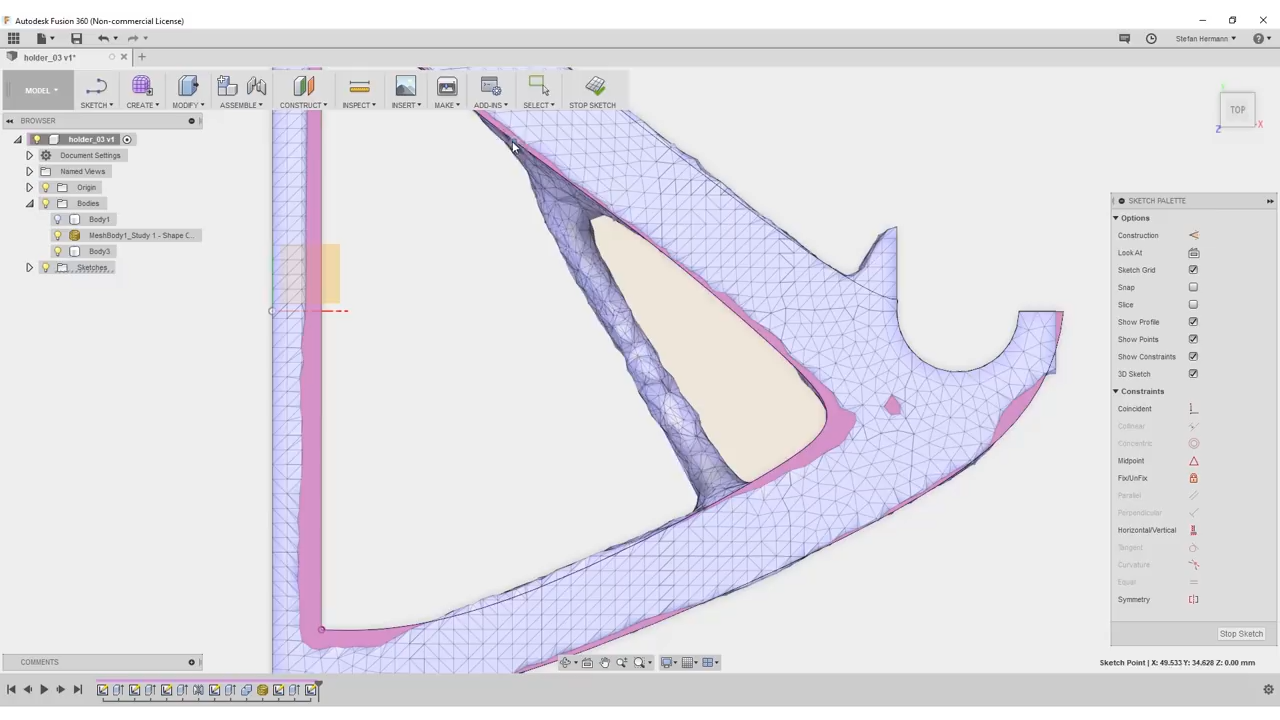 Autodesk Fusion 360 (Non-commercial License)
Stefan Hermann
holder_03 v1*
MODEL
SKETCH
CREATE
MODIFY
ASSEMBLE
CONSTRUCT
INSPECT
INSERT
MAKE
ADD-INS
SELECT
STOP SKETCH
BROWSER
holder_03 v1
Document Settings
Named Views
Origin
Bodies
Body1
MeshBody1_Study 1 - Shape C...
Body3
Sketches
TOP
X
Z
SKETCH PALETTE
Options
Construction
Look At
Sketch Grid
Snap
Slice
Show Profile
Show Points
Show Constraints
3D Sketch
Constraints
Coincident
Collinear
Concentric
Midpoint
Fix/UnFix
Parallel
Perpendicular
Horizontal/Vertical
Tangent
Curvature
Equal
Symmetry
Stop Sketch
COMMENTS
Sketch Point | X: 49.533 Y: 34.628 Z: 0.00 mm